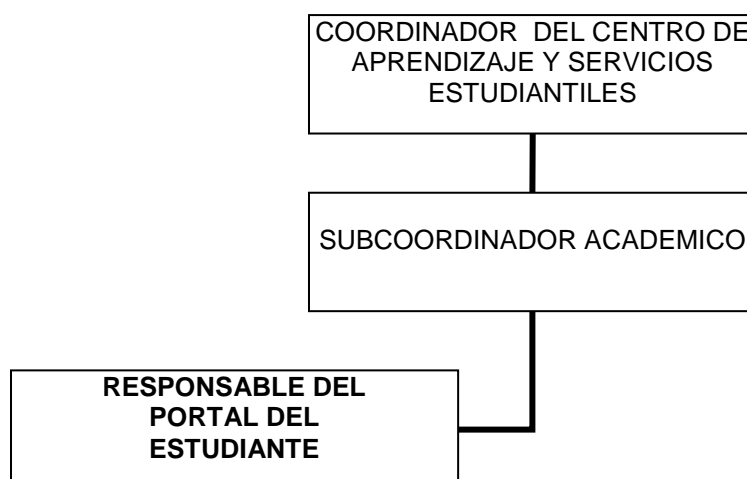 COORDINADOR DEL CENTRO DE
APRENDIZAJE Y SERVICIOS
ESTUDIANTILES
SUBCOORDINADOR ACADEMICO
RESPONSABLE DEL
PORTAL DEL
ESTUDIANTE